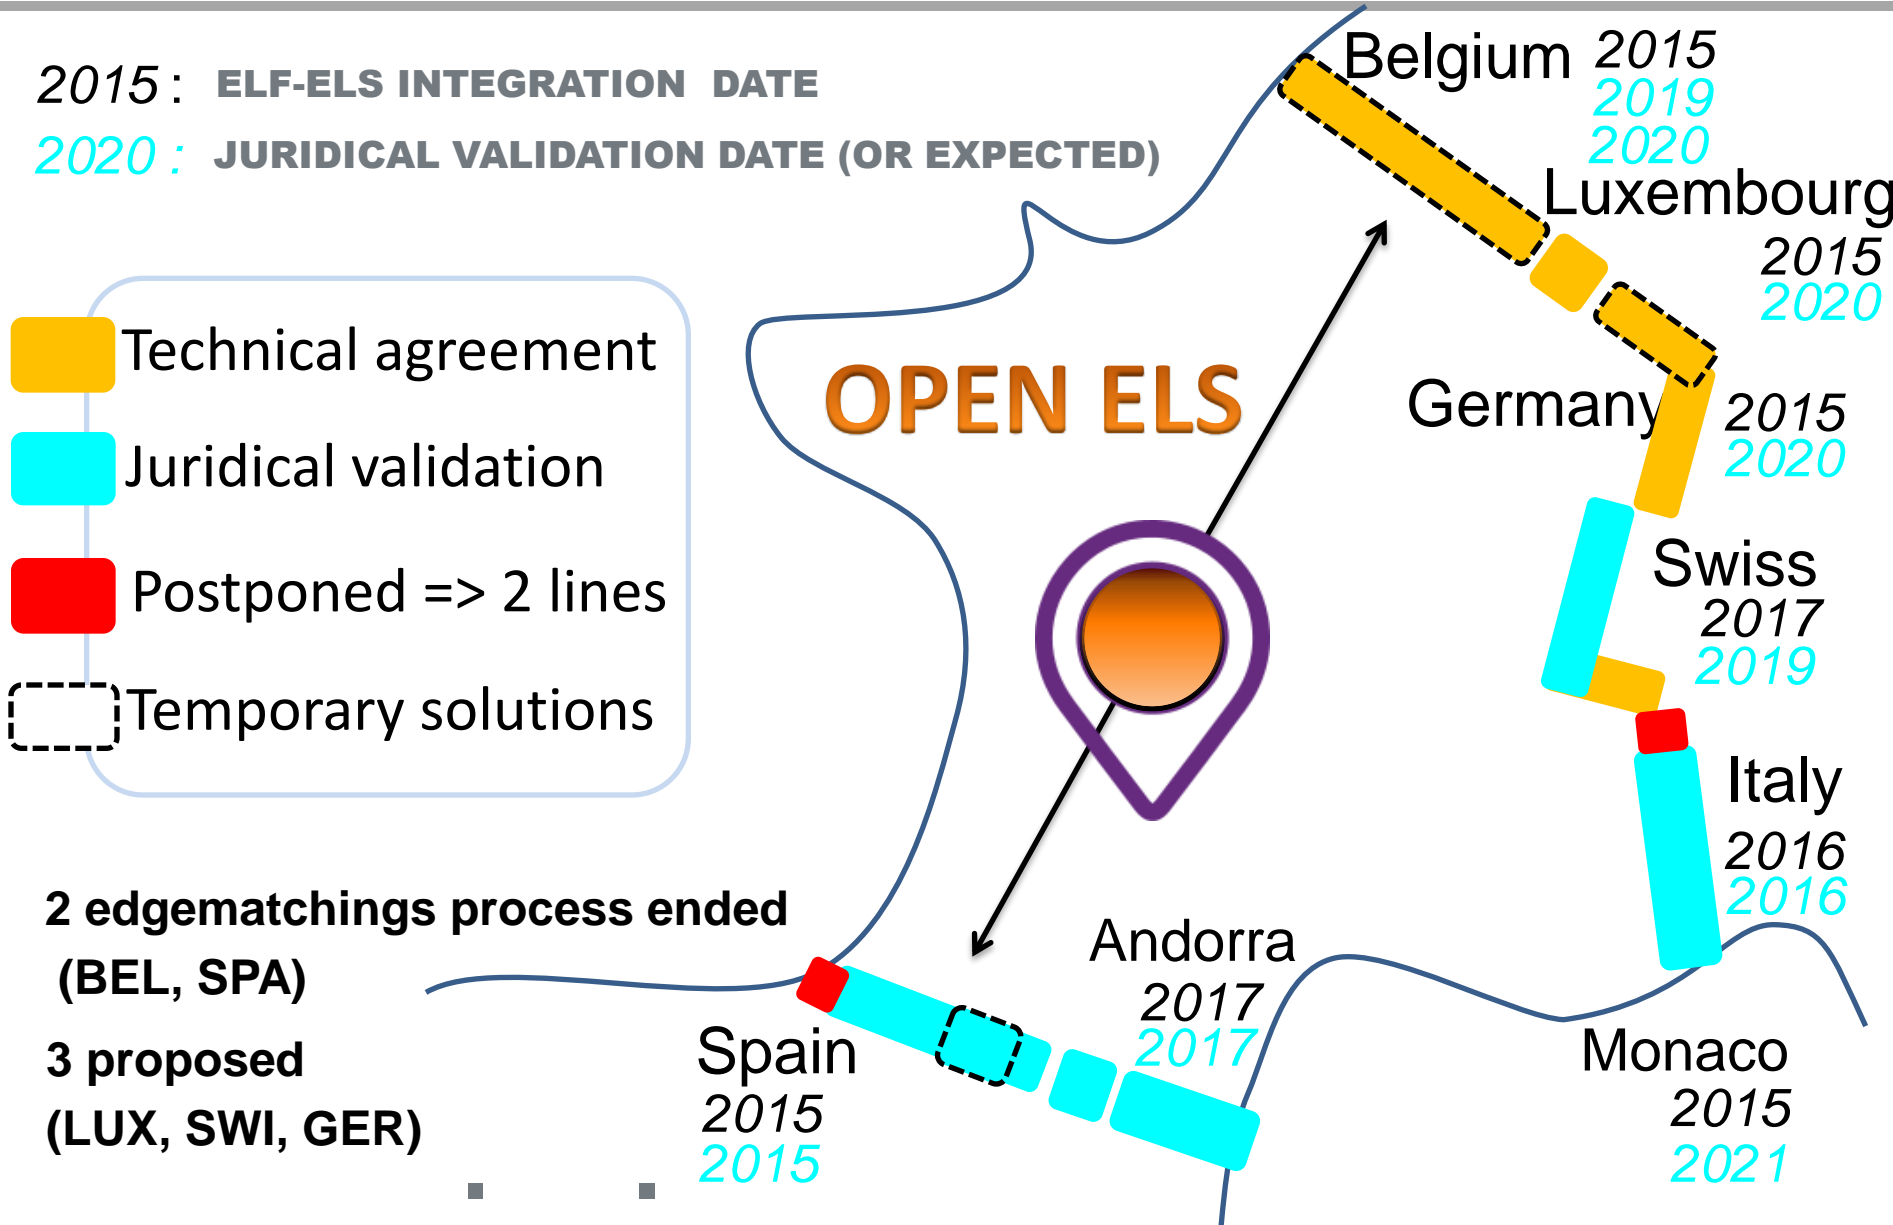 2015 : ELF-ELS INTEGRATION DATE
2020 : JURIDICAL VALIDATION DATE (OR EXPECTED)
Technical agreement
Juridical validation
Postponed => 2 lines
Temporary solutions
2 edgematchings process ended
(BEL, SPA)
3 proposed
(LUX, SWI, GER)
OPEN ELS
Belgium 2015
2019
2020
Luxembourg
2015
2020
Germany 2015
2020
Swiss
2017
2019
Italy
2016
2016
Andorra
2017
2017
Spain
2015
2015
Monaco
2015
2021